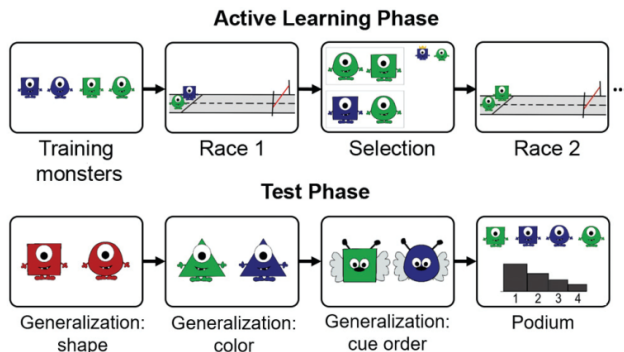 Active Learning Phase
Training
monsters
Race 1
Selection
Race 2
...
Test Phase
1 2 3 4
Generalization:
shape
Generalization:
color
Generalization:
cue order
Podium